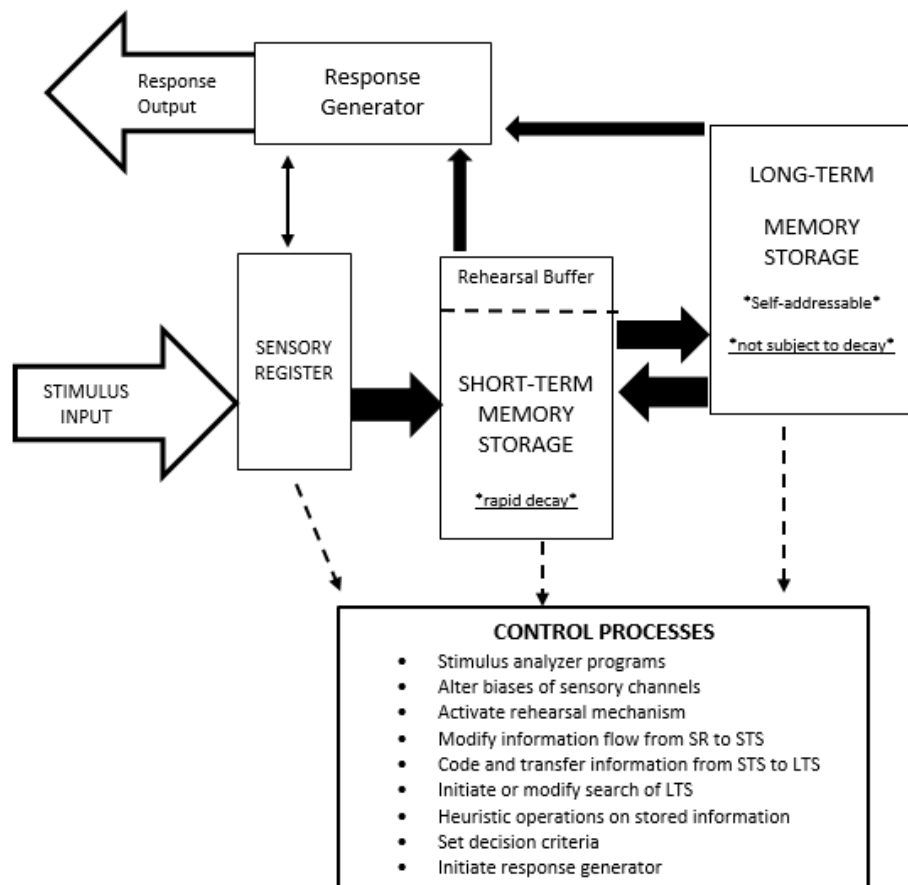 Response
Output
Response
Generator
LONG-TERM
MEMORY
STORAGE
*Self-addressable*
*not subject to decay*
STIMULUS
INPUT
SENSORY
REGISTER
Rehearsal Buffer
SHORT-TERM
MEMORY
STORAGE
*rapid decay*
CONTROL PROCESSES
• Stimulus analyzer programs
• Alter biases of sensory channels
• Activate rehearsal mechanism
• Modify information flow from SR to STS
• Code and transfer information from STS to LTS
• Initiate or modify search of LTS
• Heuristic operations on stored information
• Set decision criteria
• Initiate response generator